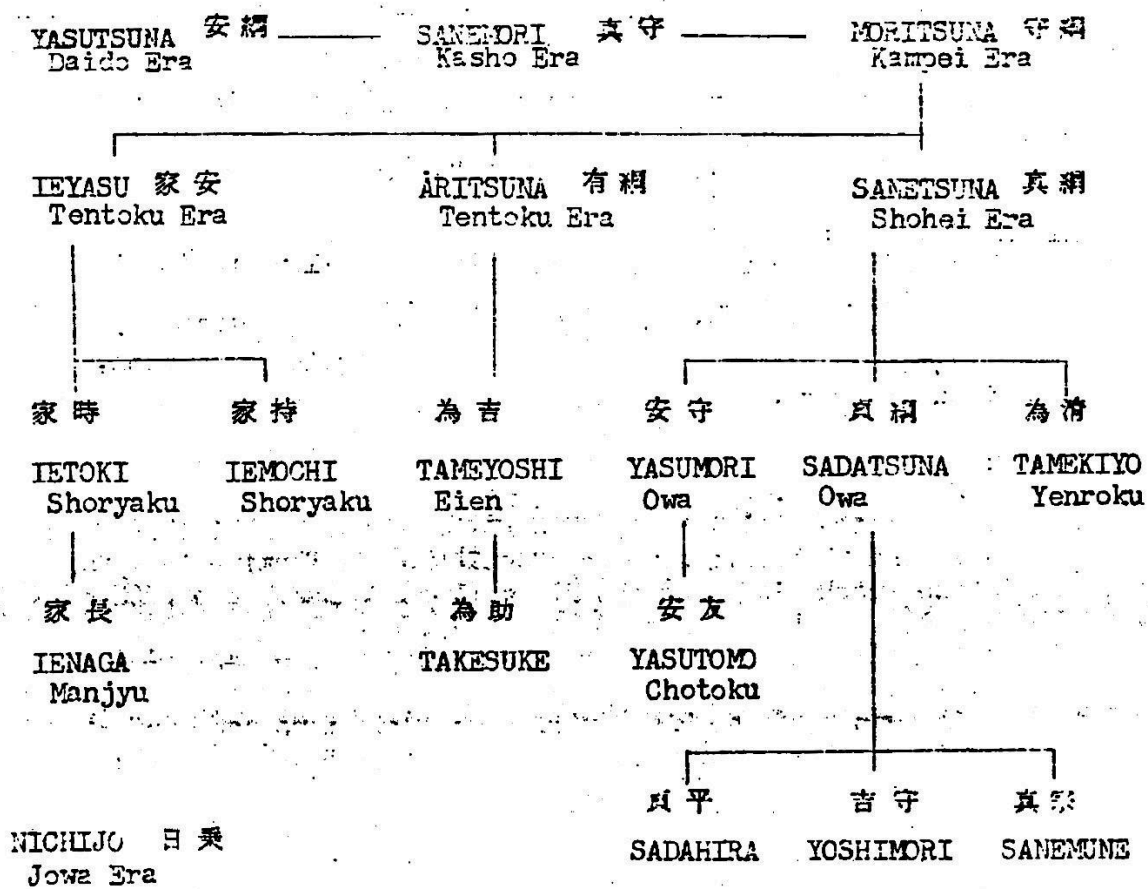 YASUTSUNA 安綱 SANEMORI 真守 MORITSUNA 守綱
Daido Era Kasho Era Kampei Era
IEYASU 家安 ARITSUNA 有綱 SANETSUNA 真綱
Tentoku Era Tentoku Era Shohei Era
家時 家持 為吉 安守 貞綱 為清
IETOKI IEMOCHI TAMEYOSHI YASUMORI SADATSUNA TAMEKIYO
Shoryaku Shoryaku Eien Owa Owa Yenroku
家長 為助 安友
IENAGA TAKESUKE YASUTOMO
Manjyu Chotoku
貞平 吉守 真
SADAHIRA YOSHIMORI SANEMUNE
NICHIJO 日乗
Jowa Era